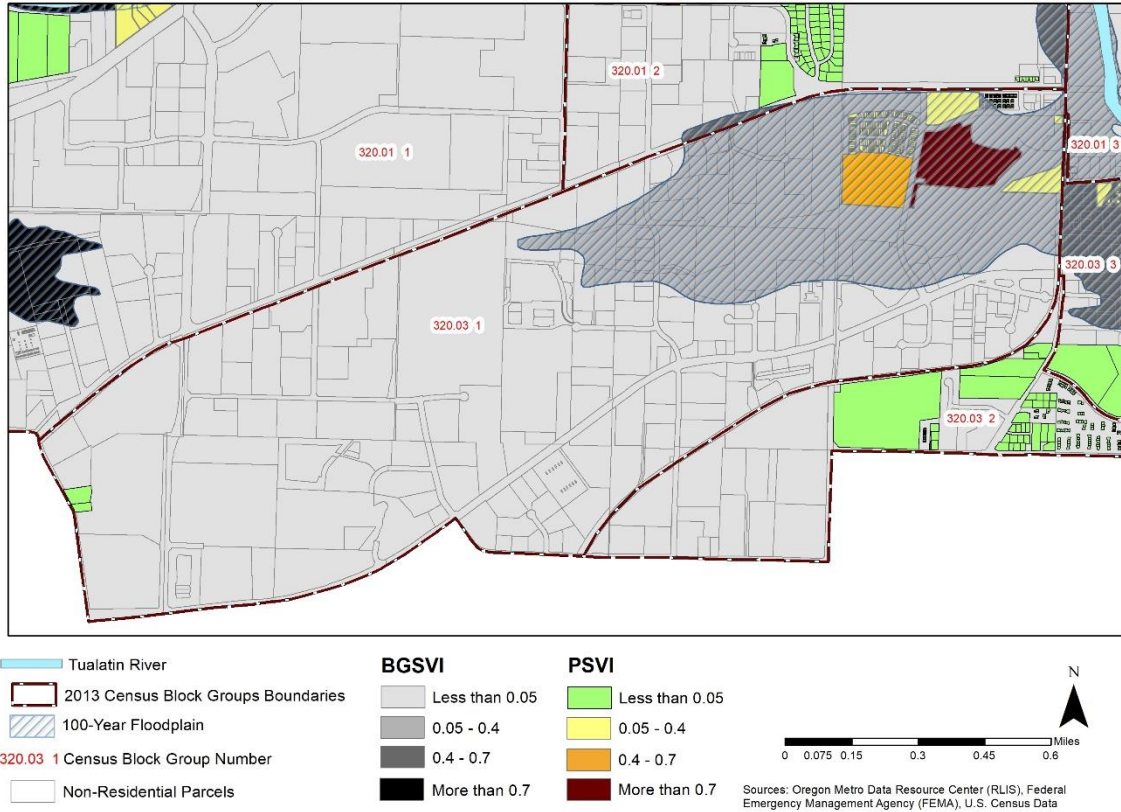 320.01 2
320.01 1
320.01 3
320.03 3
320.03 1
320.03 2
Tualatin River
2013 Census Block Groups Boundaries
100-Year Floodplain
320.03 1 Census Block Group Number
Non-Residential Parcels
BGSVI
Less than 0.05
0.05 - 0.4
0.4 - 0.7
More than 0.7
PSVI
Less than 0.05
0.05 - 0.4
0.4 - 0.7
More than 0.7
N
Miles
0 0.075 0.15 0.3 0.45 0.6
Sources: Oregon Metro Data Resource Center (RLIS), Federal
Emergency Management Agency (FEMA), U.S. Census Data